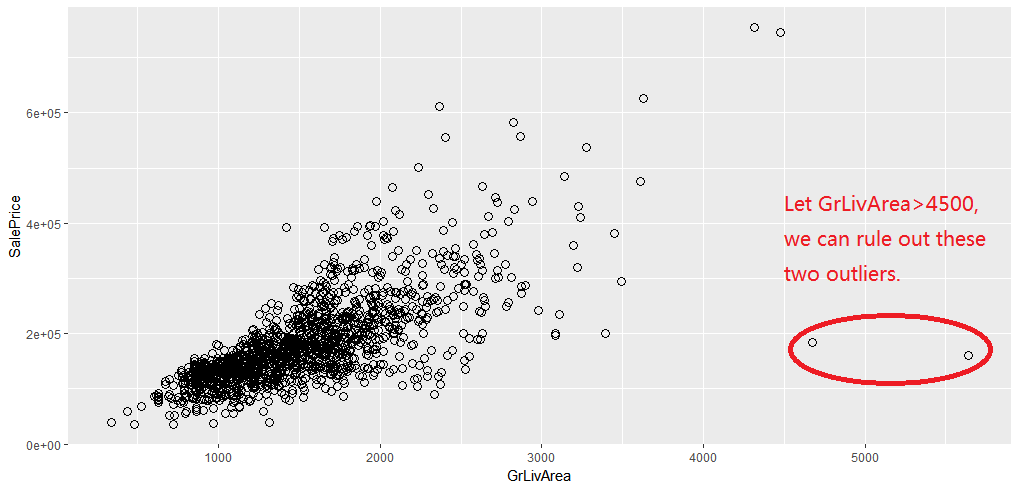 6e+05
4e+05
2e+05
0e+00
SalePrice
Let GrLivArea>4500,
we can rule out these
two outliers.
1000 2000 3000 4000 5000
GrLivArea